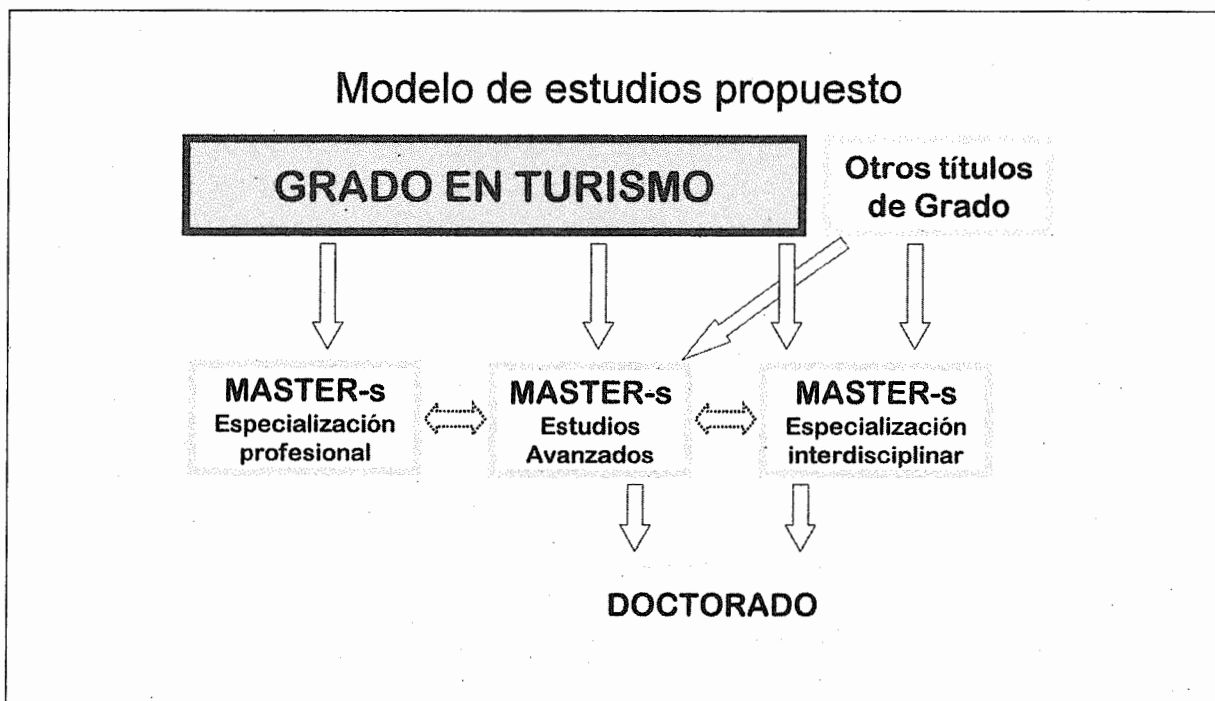 Modelo de estudios propuesto
GRADO EN TURISMO
Otros títulos
de Grado
MASTER-s
Especialización
profesional
MASTER-s
Estudios
Avanzados
MASTER-s
Especialización
interdisciplinar
DOCTORADO